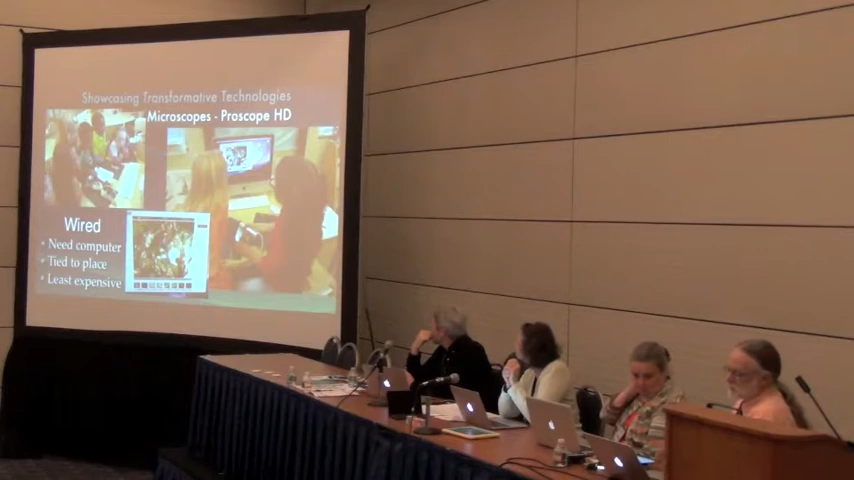 Showcasing Transformative Technologies
Microscopes - Proscope HD
Wired
• Need computer
• Tied to place
• Least expensive